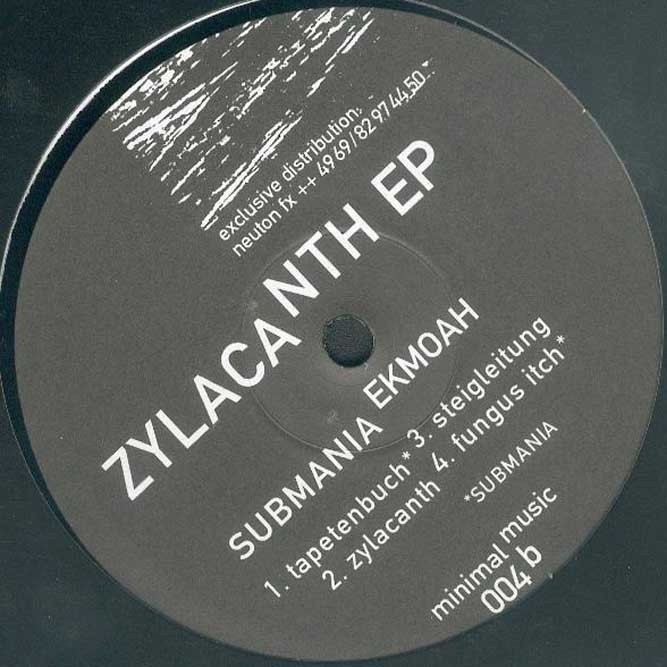 exclusive distribution:
neuton fx ++ 49 69 / 82 97 44 50
ZYLACANTH EP
SUBMANIA EKMOAH
1. tapetenbuch* 3. steigleitung
2. zylacanth 4. fungus itch*
*SUBMANIA
minimal music
004 b